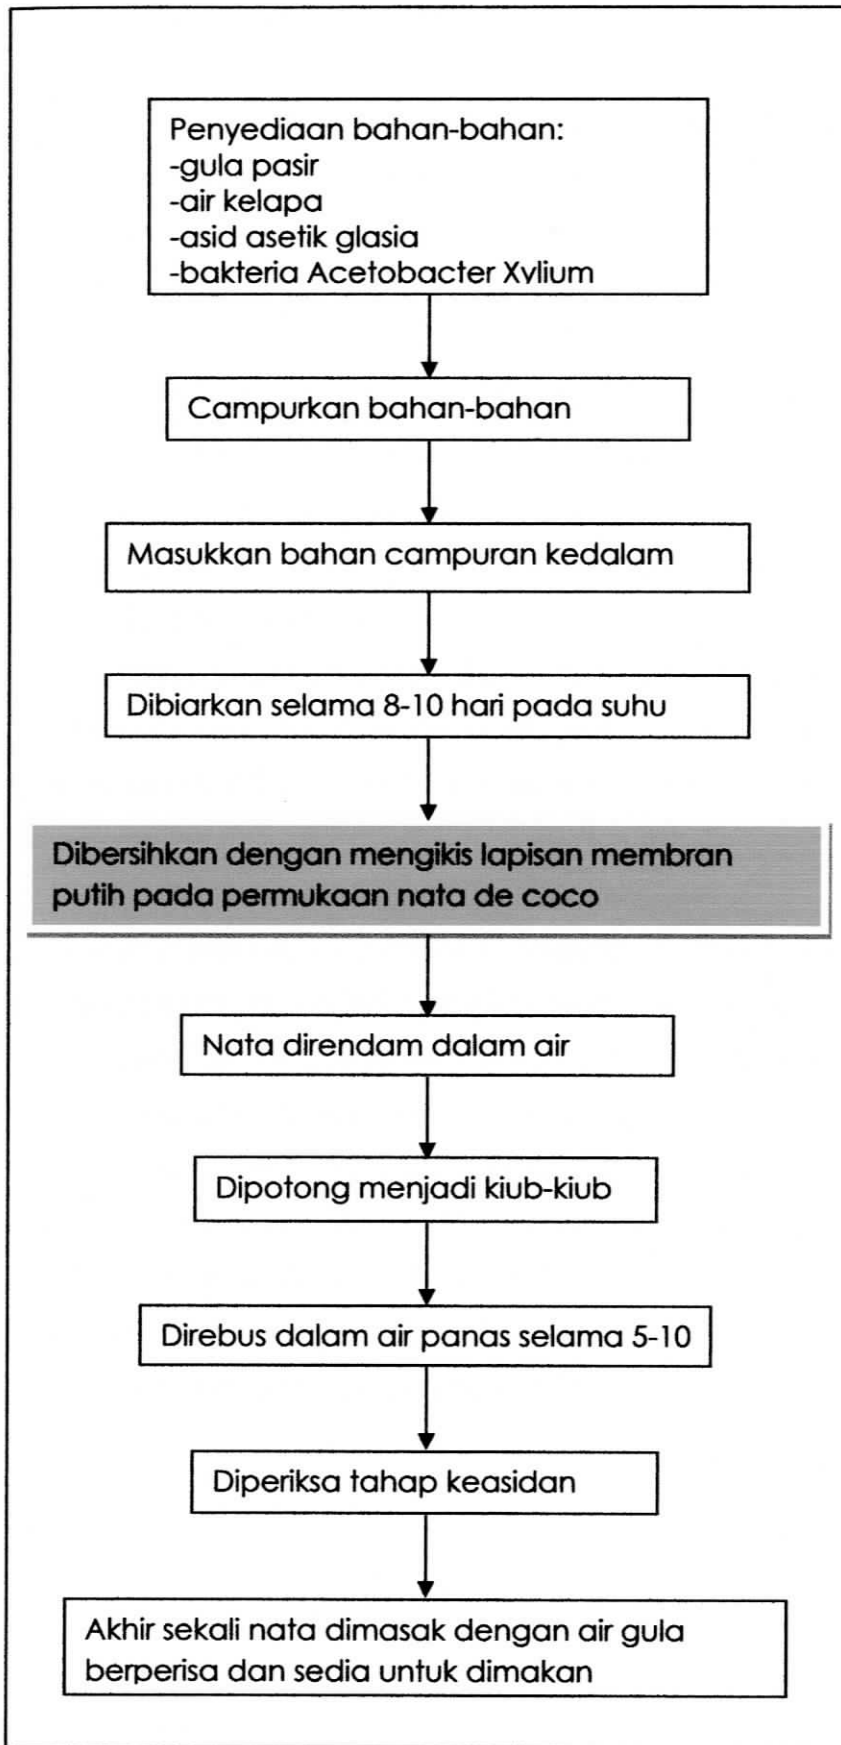 Penyediaan bahan-bahan:
-gula pasir
-air kelapa
-asid asetik glasia
-bakteria Acetobacter Xylium
Campurkan bahan-bahan
Masukkan bahan campuran kedalam
Dibiarkan selama 8-10 hari pada suhu
Dibersihkan dengan mengikis lapisan membran
putih pada permukaan nata de coco
Nata direndam dalam air
Dipotong menjadi kiub-kiub
Direbus dalam air panas selama 5-10
Diperiksa tahap keasidan
Akhir sekali nata dimasak dengan air gula
berperisa dan sedia untuk dimakan